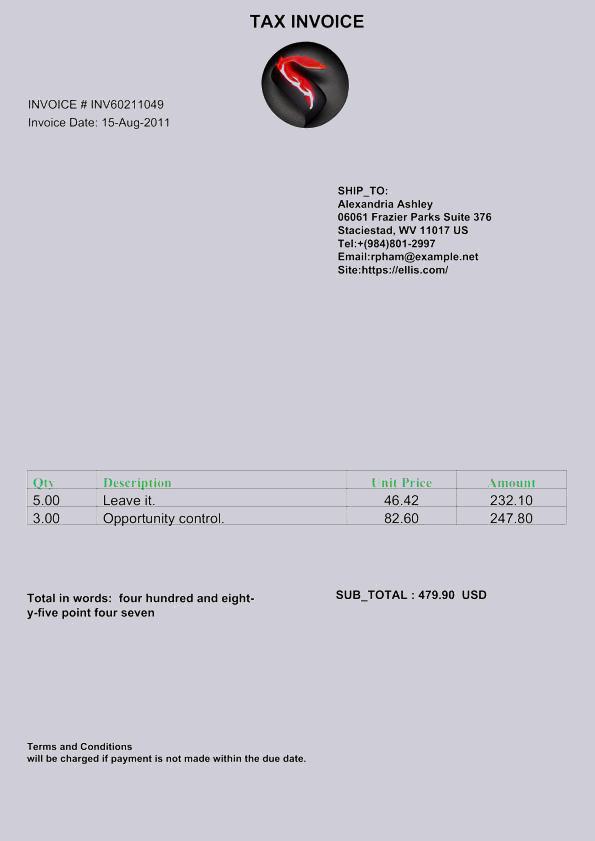 TAX INVOICE
INVOICE # INV60211049
Invoice Date: 15-Aug-2011
SHIP_TO:
Alexandria Ashley
06061 Frazier Parks Suite 376
Staciestad, WV 11017 US
Tel:+(984)801-2997
Email:rpham@example.net
Site:https://ellis.com/
Qty Description Unit Price Amount
5.00 Leave it. 46.42 232.10
3.00 Opportunity control. 82.60 247.80
Total in words: four hundred and eight-
y-five point four seven
SUB_TOTAL : 479.90 USD
Terms and Conditions
will be charged if payment is not made within the due date.